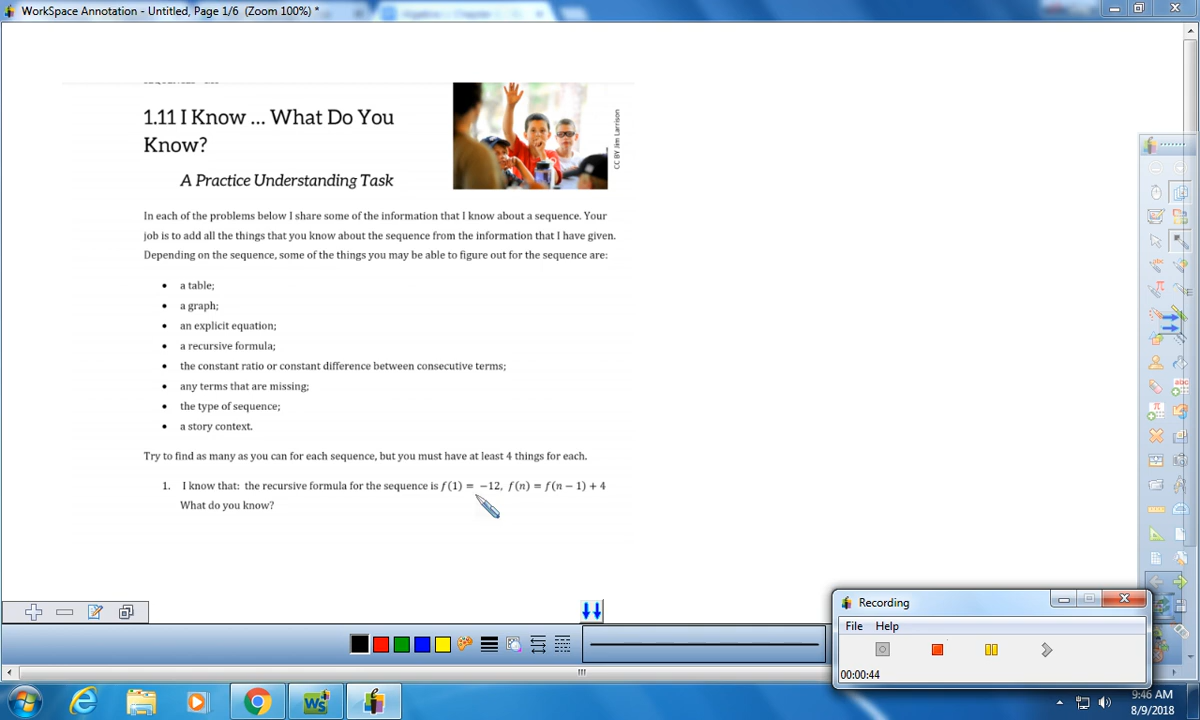 WorkSpace Annotation - Untitled, Page 1/6 (Zoom 100%) *
1.11 I Know ... What Do You
Know?
A Practice Understanding Task
CC BY Jim Larrison
In each of the problems below I share some of the information that I know about a sequence. Your
job is to add all the things that you know about the sequence from the information that I have given.
Depending on the sequence, some of the things you may be able to figure out for the sequence are:
• a table;
• a graph;
• an explicit equation;
• a recursive formula;
• the constant ratio or constant difference between consecutive terms;
• any terms that are missing;
• the type of sequence;
• a story context.
Try to find as many as you can for each sequence, but you must have at least 4 things for each.
1. I know that: the recursive formula for the sequence is f(1) = −12, f(n) = f(n − 1) + 4
What do you know?
Recording
File Help
00:00:44
9:46 AM
8/9/2018